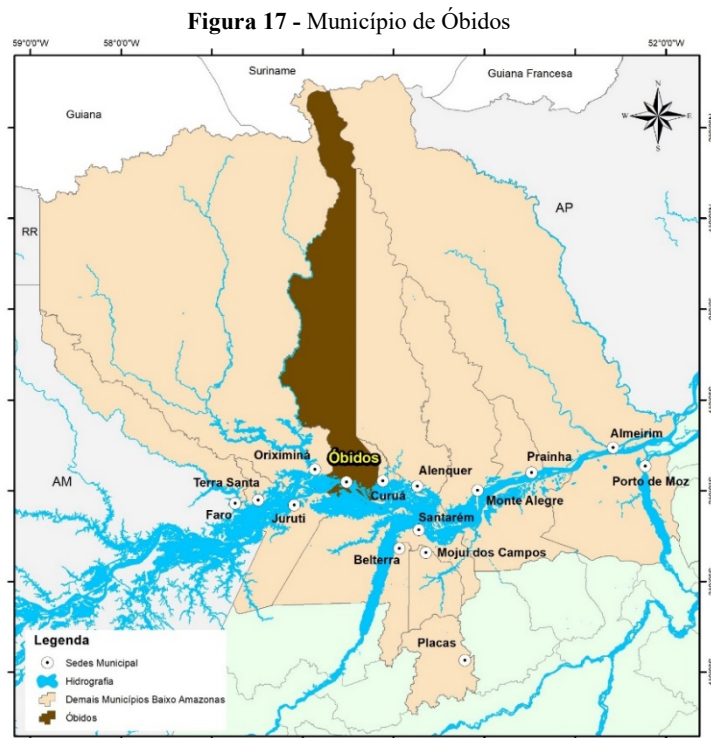 Figura 17 - Município de Óbidos
59°0'0"W
58°0'0"W
52°0'0"W
Suriname
Guiana Francesa
Guiana
N
W
E
S
AP
RR
Óbidos
Oriximiná
Almeirim
Prainha
Alenquer
Terra Santa
AM
Curuá
Porto de Moz
Monte Alegre
Faro
Juruti
Santarém
Belterra
Mojuí dos Campos
Placas
Legenda
Sedes Municipal
Hidrografia
Demais Municípios Baixo Amazonas
Óbidos